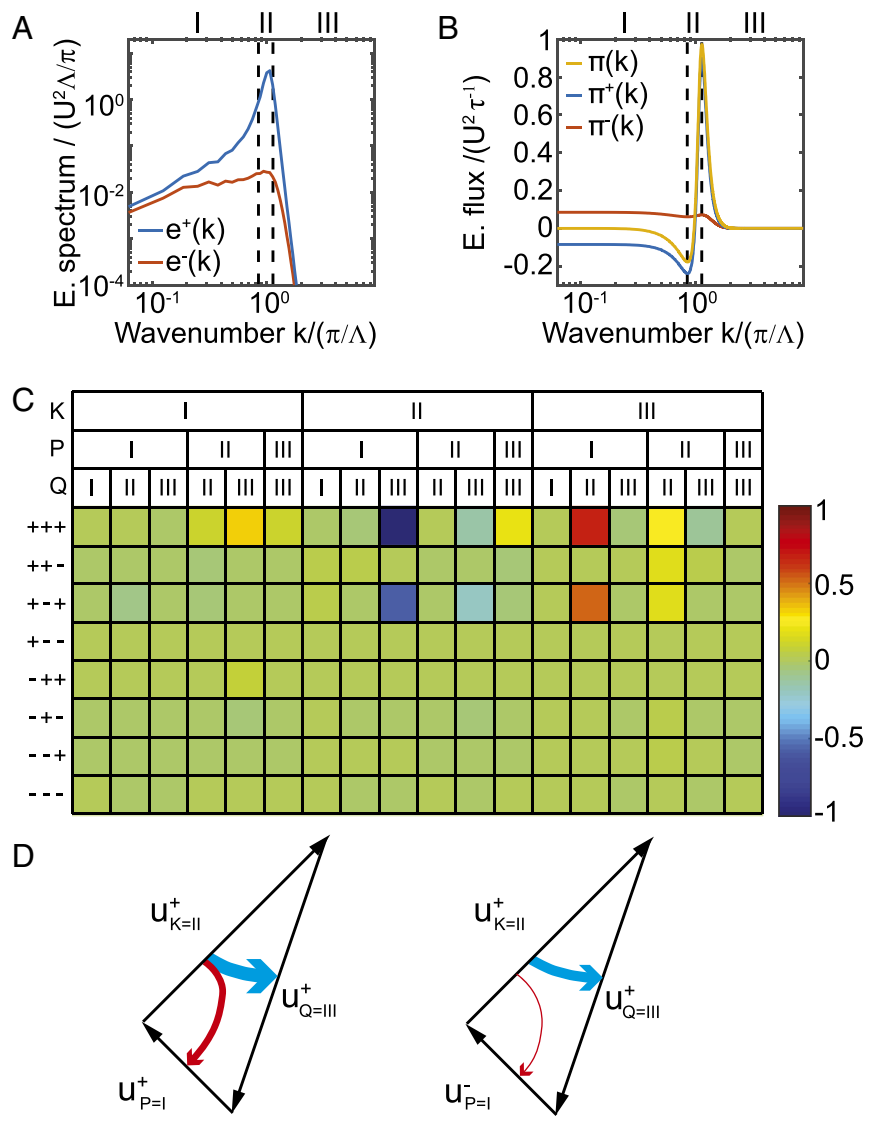 A
I II III
E. spectrum / (U²Λ/π)
10⁰
10⁻²
10⁻⁴
e⁺(k)
e⁻(k)
10⁻¹ 10⁰
Wavenumber k/(π/Λ)
B
I II III
E. flux /(U² τ⁻¹)
1
0.8
0.6
0.4
0.2
0
-0.2
π(k)
π⁺(k)
π⁻(k)
10⁻¹ 10⁰
Wavenumber k/(π/Λ)
C
K I II III
P I II III I II III I II III
Q I II III II III III I II III II III III I II III II III III
+++
++-
+-+
+--
-++
-+-
--+
---
1
0.5
0
-0.5
-1
D
u⁺K=II
u⁺Q=III
u⁺P=I
u⁺K=II
u⁺Q=III
u⁻P=I